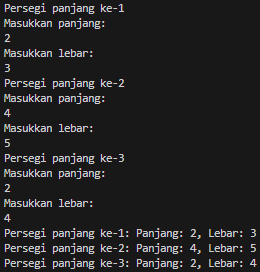 Persegi panjang ke-1
Masukkan panjang:
2
Masukkan lebar:
3
Persegi panjang ke-2
Masukkan panjang:
4
Masukkan lebar:
5
Persegi panjang ke-3
Masukkan panjang:
2
Masukkan lebar:
4
Persegi panjang ke-1: Panjang: 2, Lebar: 3
Persegi panjang ke-2: Panjang: 4, Lebar: 5
Persegi panjang ke-3: Panjang: 2, Lebar: 4